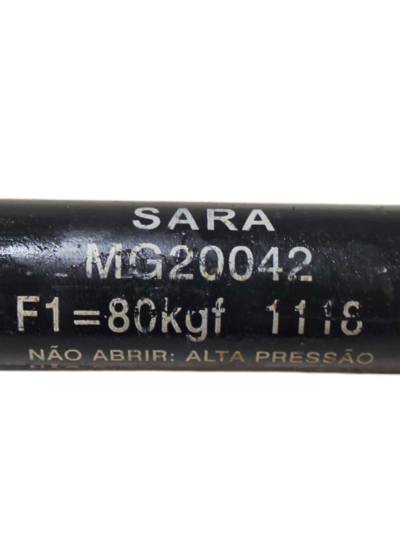 SARA
MG20042
F1=80kgf 1118
NÃO ABRIR: ALTA PRESSÃO